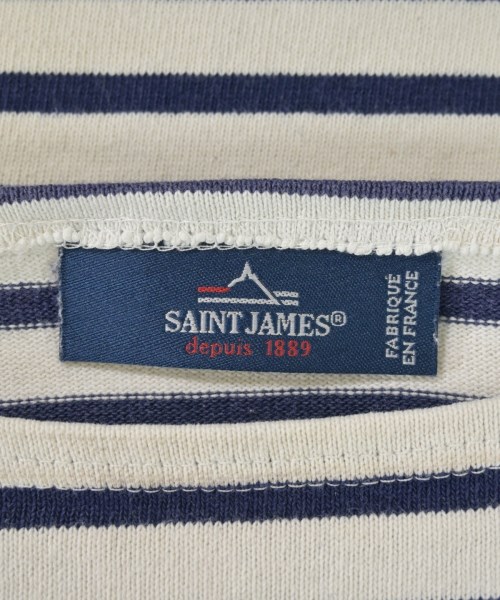 SAINT JAMES®
depuis 1889
FABRIQUÉ
EN FRANCE